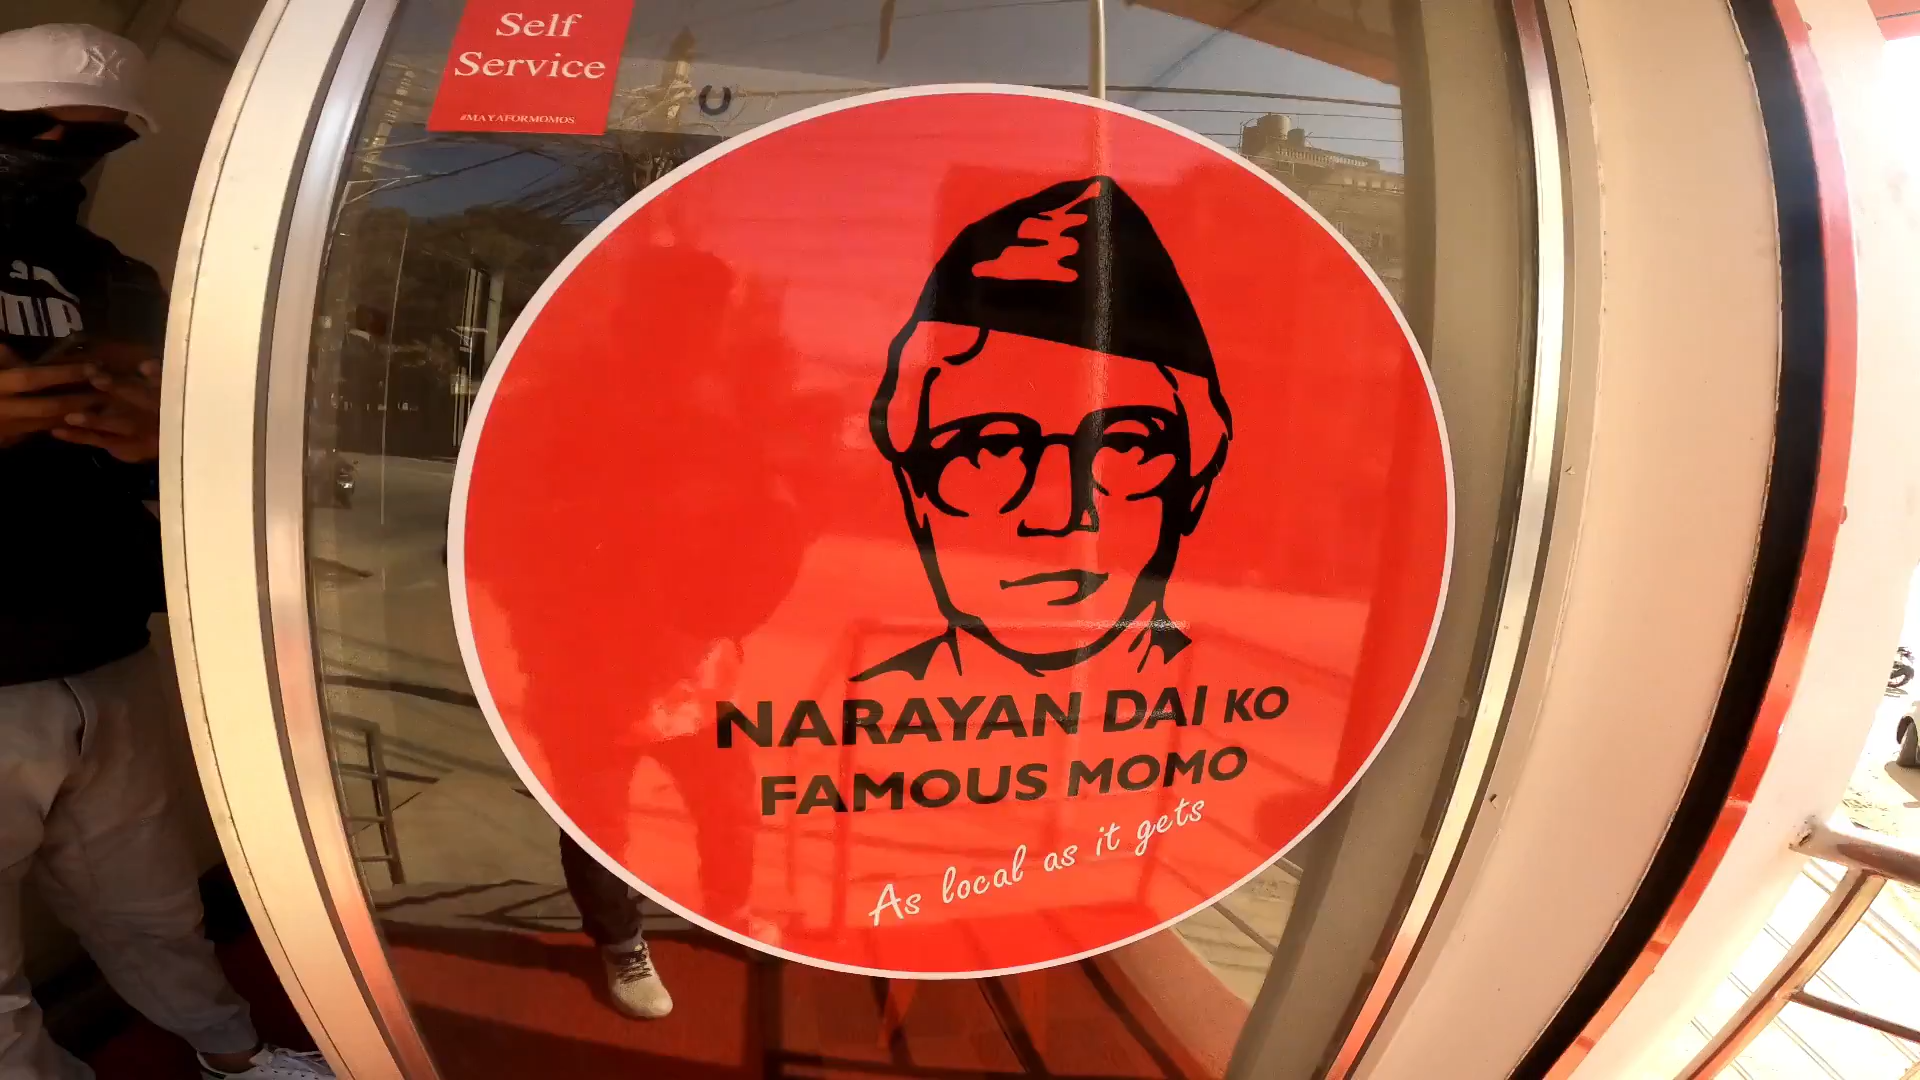 Self
Service
#MAYAFORMOMOS
NARAYAN DAI KO
FAMOUS MOMO
As local as it gets